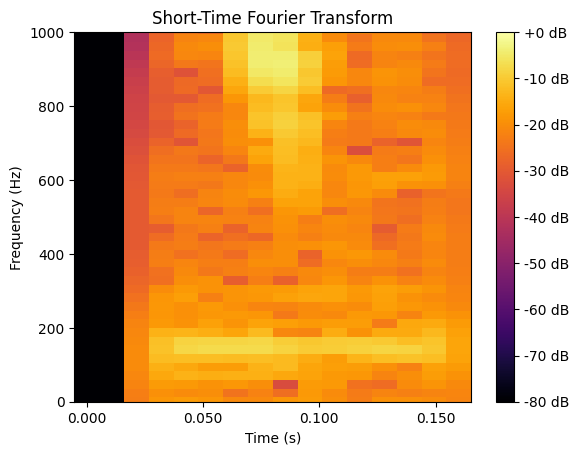 Short-Time Fourier Transform
Frequency (Hz)
1000
800
600
400
200
0
0.000
0.050
0.100
0.150
Time (s)
+0 dB
-10 dB
-20 dB
-30 dB
-40 dB
-50 dB
-60 dB
-70 dB
-80 dB